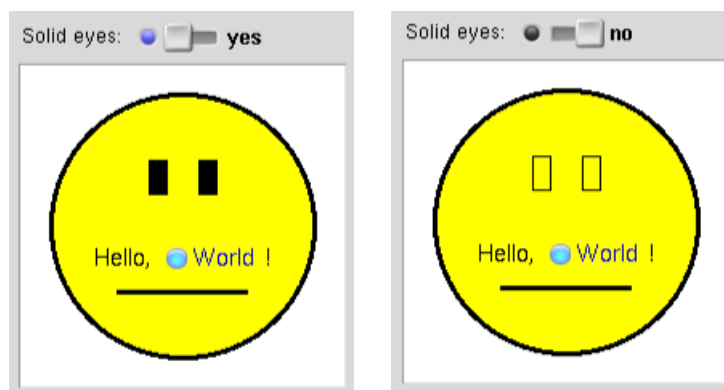 Solid eyes: yes
Hello, World !
Solid eyes: no
Hello, World !